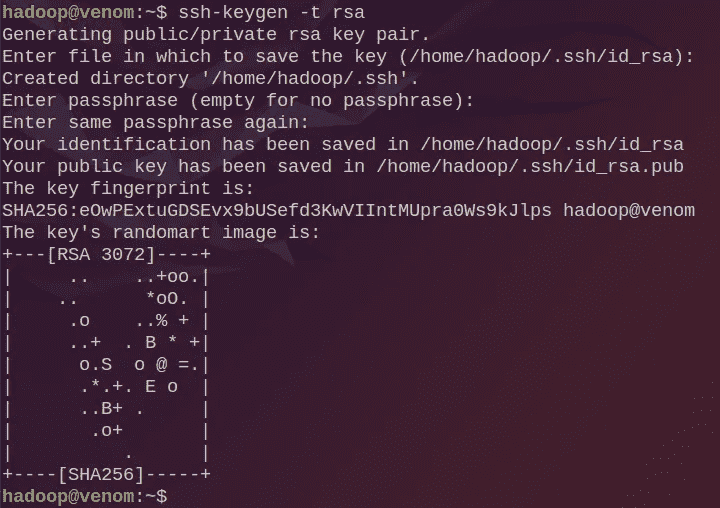 hadoop@venom:~$ ssh-keygen -t rsa
Generating public/private rsa key pair.
Enter file in which to save the key (/home/hadoop/.ssh/id_rsa):
Created directory '/home/hadoop/.ssh'.
Enter passphrase (empty for no passphrase):
Enter same passphrase again:
Your identification has been saved in /home/hadoop/.ssh/id_rsa
Your public key has been saved in /home/hadoop/.ssh/id_rsa.pub
The key fingerprint is:
SHA256:eOwPExtuGDSEvx9bUSefd3KwVIIntMUpra0Ws9kJlps hadoop@venom
The key's randomart image is:
+---[RSA 3072]----+
|     ..    ..+oo.|
|    ..      *oO. |
|     .o    ..% + |
|     ..+  . B * +|
|      o.S  o @ =.|
|      .*.+. E o  |
|      ..B+ .     |
|       .o+       |
|          .      |
+----[SHA256]-----+
hadoop@venom:~$